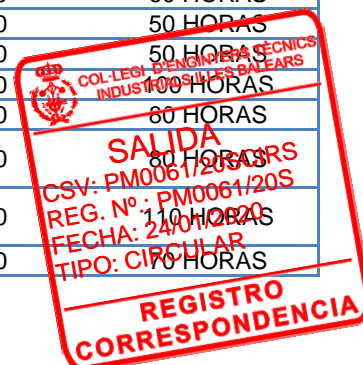 50 HORAS
50 HORAS
100 HORAS
80 HORAS
80 HORAS
110 HORAS
70 HORAS
COL·LEGI D'ENGINYERS TÈCNICS
INDUSTRIALS ILLES BALEARS
SALIDA
CSV: PM0061/20SCIRS
REG. Nº.: PM0061/20S
FECHA: 24/01/2020
TIPO: CIRCULAR
REGISTRO
CORRESPONDENCIA